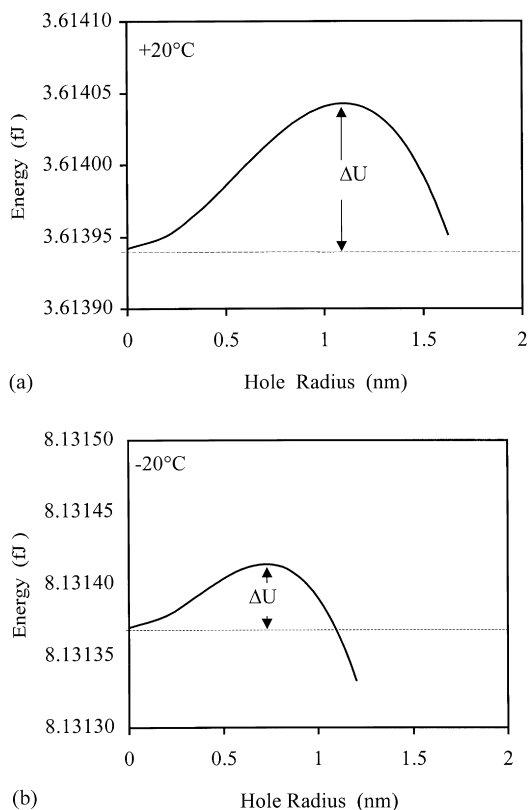 3.61410
+20°C
3.61405
3.61400
ΔU
3.61395
3.61390
Energy (fJ)
0 0.5 1 1.5 2
(a)
Hole Radius (nm)
8.13150
-20°C
8.13145
8.13140
ΔU
8.13135
8.13130
Energy (fJ)
0 0.5 1 1.5 2
(b)
Hole Radius (nm)